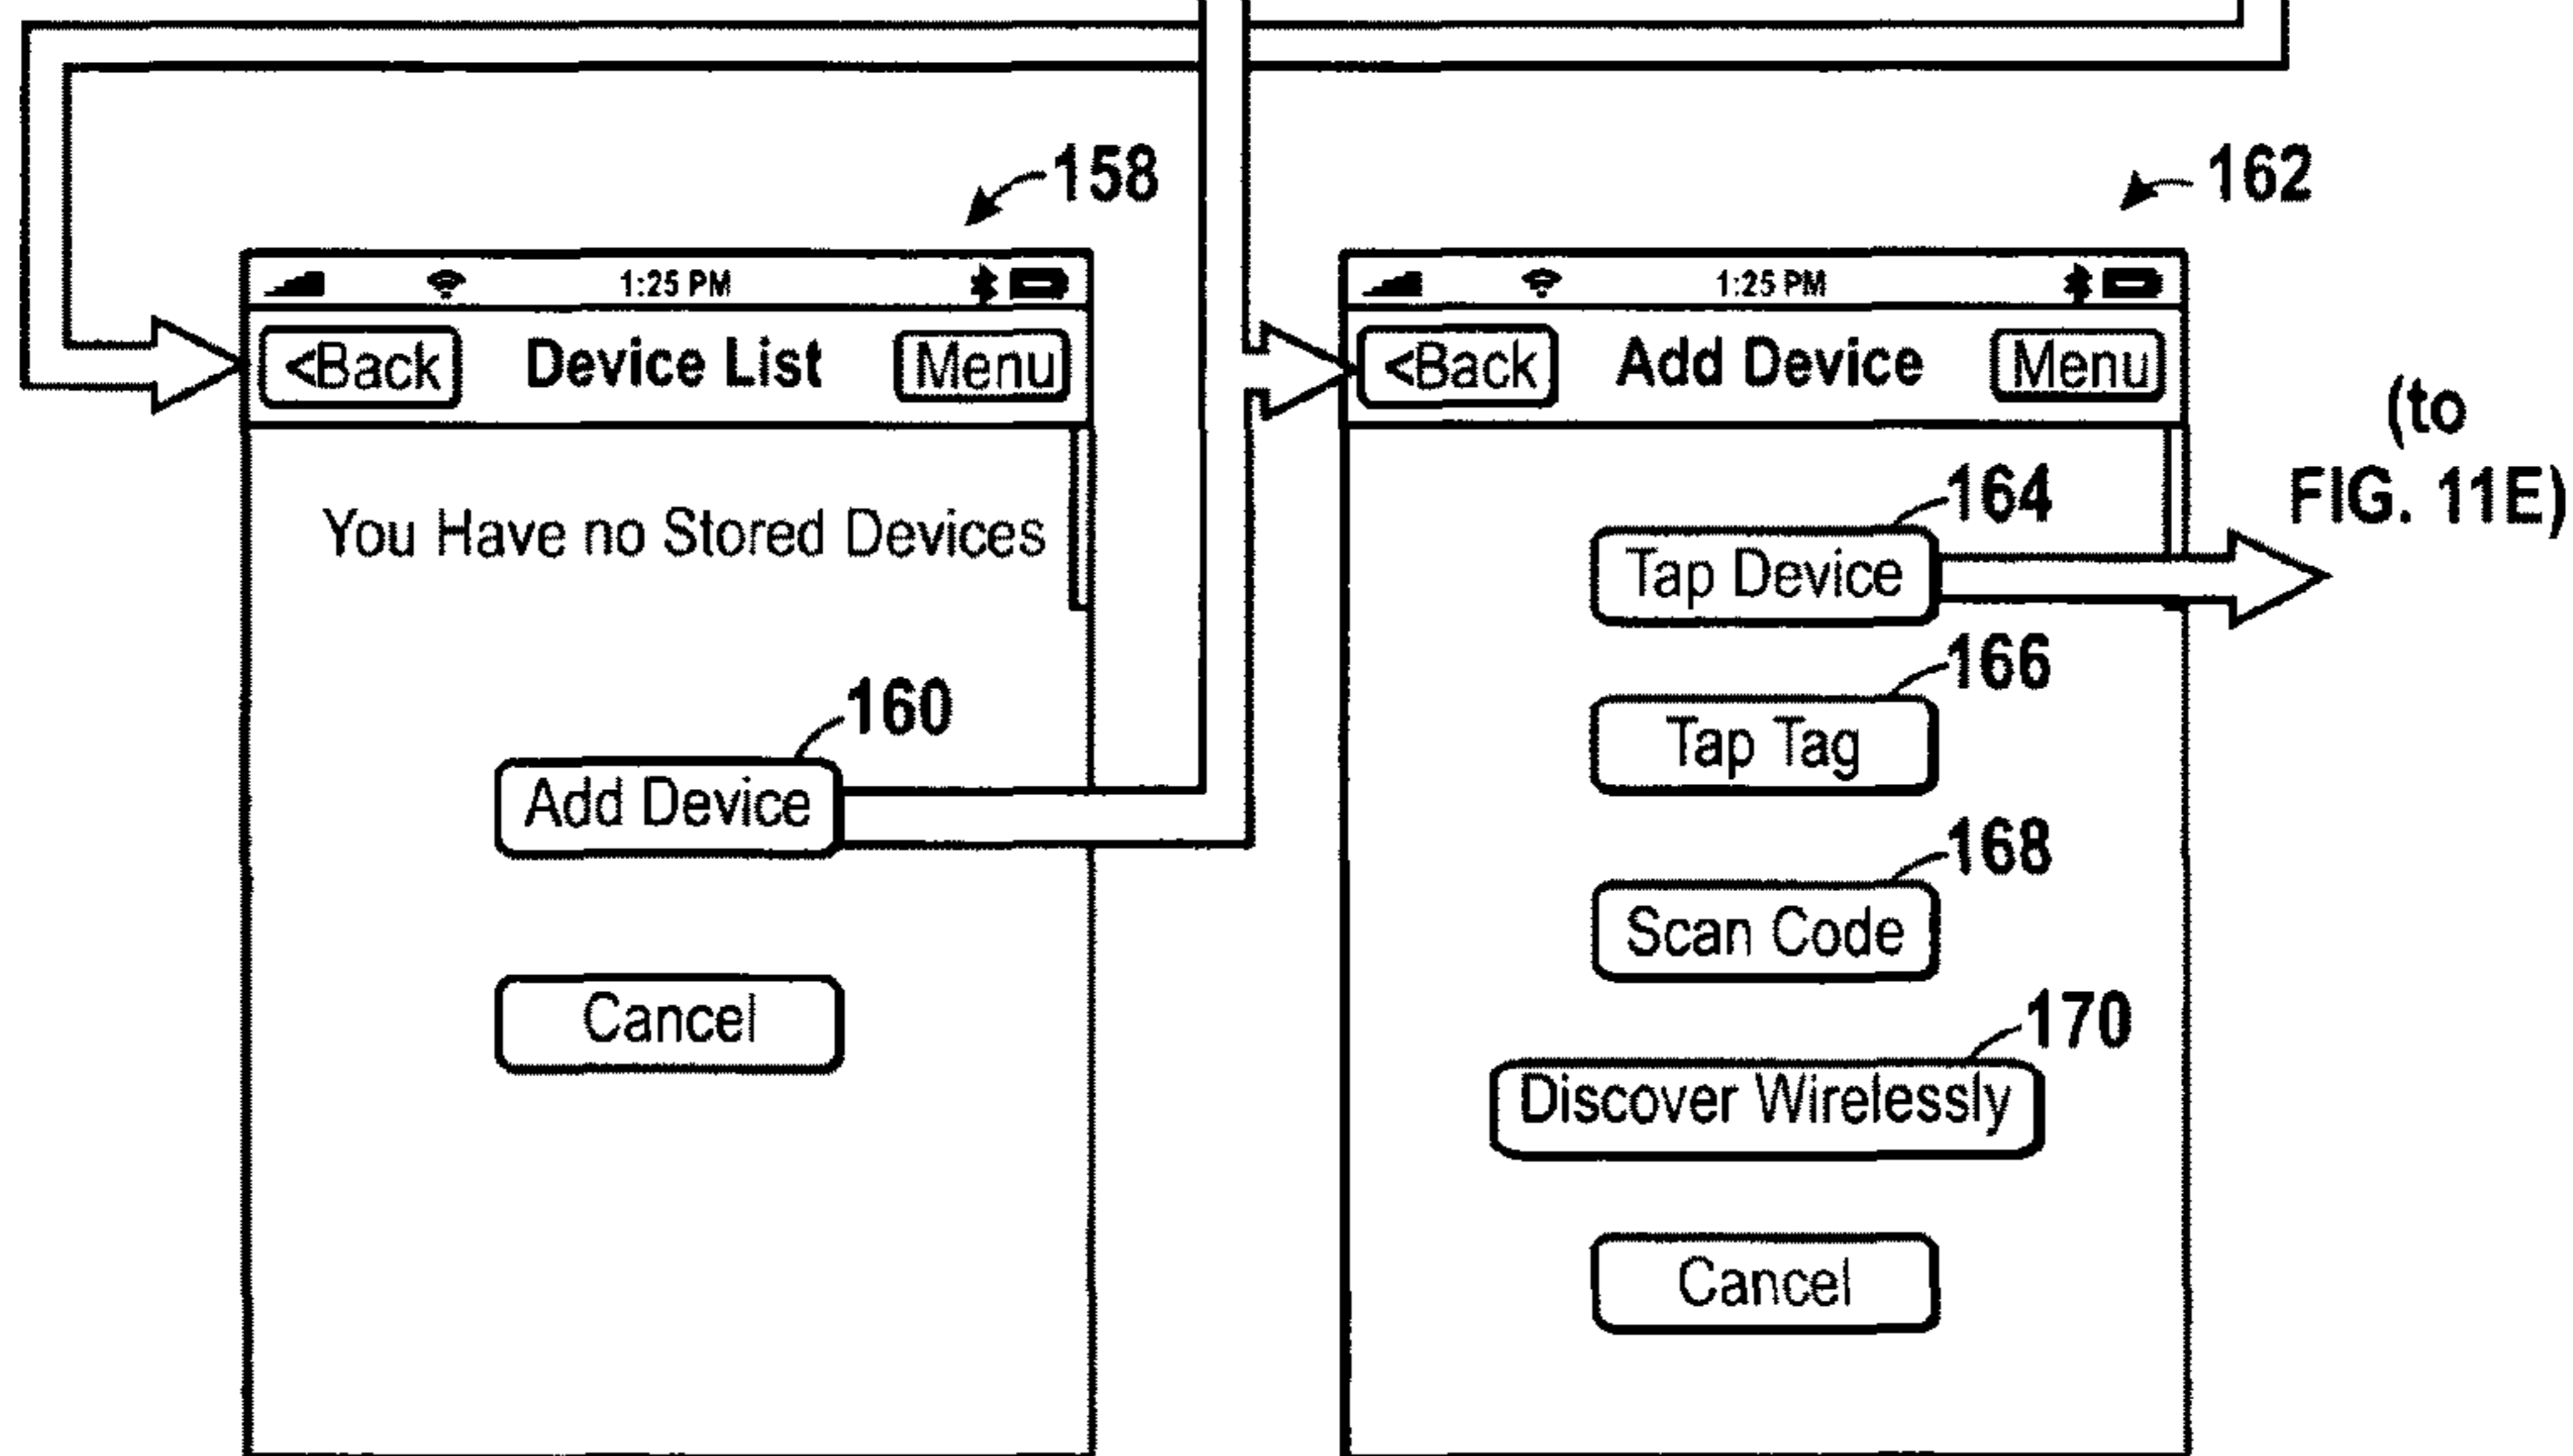 158
1:25 PM
<Back Device List Menu
You Have no Stored Devices
160
Add Device
Cancel
162
1:25 PM
<Back Add Device Menu
164
Tap Device
(to
FIG. 11E)
166
Tap Tag
168
Scan Code
170
Discover Wirelessly
Cancel